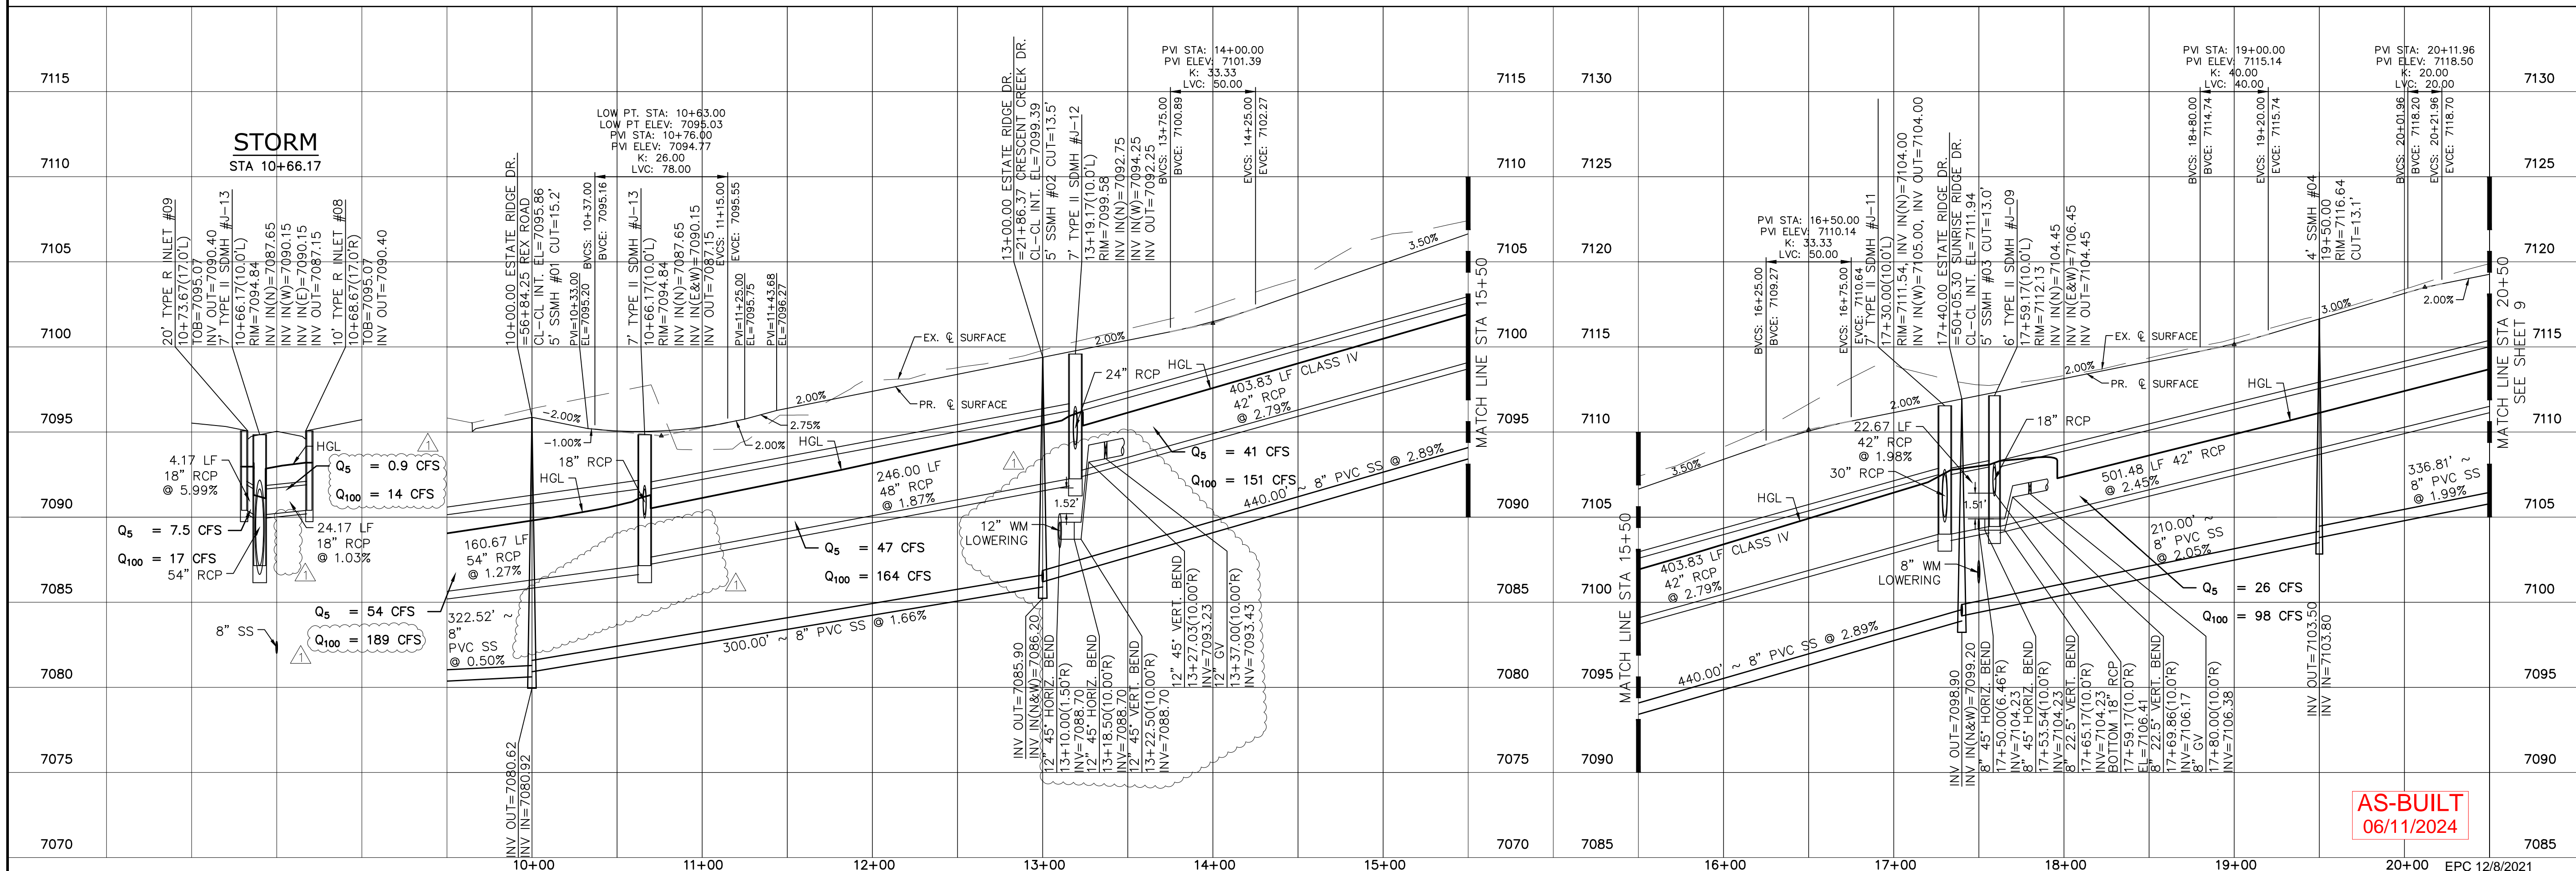 7115
7110
7105
7100
7095
7090
7085
7080
7075
7070
STORM
STA 10+66.17
20' TYPE R INLET #09
10+73.67(17.0'L)
TOB=7095.07
INV OUT=7090.40
7' TYPE II SDMH #J-13
10+66.17(10.0'L)
RIM=7094.84
INV IN(N)=7087.65
INV IN(W)=7090.15
INV IN(E)=7090.15
INV OUT=7087.15
10' TYPE R INLET #08
10+68.67(17.0'R)
TOB=7095.07
INV OUT=7090.40
HGL
4.17 LF
18" RCP
@ 5.99%
Q5 = 0.9 CFS
Q100 = 14 CFS
Q5 = 7.5 CFS
Q100 = 17 CFS
54" RCP
24.17 LF
18" RCP
@ 1.03%
8" SS
1
1
1
Q5 = 54 CFS
Q100 = 189 CFS
10+00.00 ESTATE RIDGE DR.
=56+84.25 REX ROAD
CL-CL INT. EL=7095.86
5' SSMH #01 CUT=15.2'
PVI=10+33.00
EL=7095.20
LOW PT. STA: 10+63.00
LOW PT ELEV: 7095.03
PVI STA: 10+76.00
PVI ELEV: 7094.77
K: 26.00
LVC: 78.00
BVCS: 10+37.00
BVCE: 7095.16
7' TYPE II SDMH #J-13
10+66.17(10.0'L)
RIM=7094.84
INV IN(N)=7087.65
INV IN(E&W)=7090.15
INV OUT=7087.15
EVCS: 11+15.00
EVCE: 7095.55
PVI=11+25.00
EL=7095.75
PVI=11+43.68
EL=7096.27
-2.00%
-1.00%
2.00%
2.75%
2.00%
HGL
18" RCP
HGL
EX. ℄ SURFACE
PR. ℄ SURFACE
160.67 LF
54" RCP
@ 1.27%
246.00 LF
48" RCP
@ 1.87%
322.52' ~
8"
PVC SS
@ 0.50%
300.00' ~ 8" PVC SS @ 1.66%
Q5 = 47 CFS
Q100 = 164 CFS
1
INV OUT=7080.62
INV IN=7080.92
13+00.00 ESTATE RIDGE DR.
=21+86.37 CRESCENT CREEK DR.
CL-CL INT. EL=7099.39
5' SSMH #02 CUT=13.5'
7' TYPE II SDMH #J-12
13+19.17(10.0'L)
RIM=7099.58
INV IN(N)=7092.75
INV IN(W)=7094.25
INV OUT=7092.25
PVI STA: 14+00.00
PVI ELEV: 7101.39
K: 33.33
LVC: 50.00
BVCS: 13+75.00
BVCE: 7100.89
EVCS: 14+25.00
EVCE: 7102.27
2.00%
3.50%
24" RCP
HGL
403.83 LF CLASS IV
42" RCP
@ 2.79%
Q5 = 41 CFS
Q100 = 151 CFS
440.00' ~ 8" PVC SS @ 2.89%
1
1.52'
12" WM
LOWERING
INV OUT=7085.90
INV IN(N&W)=7086.20
12" 45° HORIZ. BEND
13+10.00(1.50'R)
INV=7088.70
12" 45° HORIZ. BEND
13+18.50(10.00'R)
INV=7088.70
12" 45° VERT. BEND
13+22.50(10.00'R)
INV=7088.70
12" 45° VERT. BEND
13+27.03(10.00'R)
INV=7093.23
12" GV
13+37.00(10.00'R)
INV=7093.43
MATCH LINE STA 15+50
7115
7110
7105
7100
7095
7090
7085
7080
7075
7070
10+00
11+00
12+00
13+00
14+00
15+00
7130
7125
7120
7115
7110
7105
7100
7095
7090
7085
MATCH LINE STA 15+50
PVI STA: 16+50.00
PVI ELEV: 7110.14
K: 33.33
LVC: 50.00
BVCS: 16+25.00
BVCE: 7109.27
EVCS: 16+75.00
EVCE: 7110.64
7' TYPE II SDMH #J-11
17+30.00(10.0'L)
RIM=7111.54, INV IN(N)=7104.00
INV IN(W)=7105.00, INV OUT=7104.00
17+40.00 ESTATE RIDGE DR.
=50+05.30 SUNRISE RIDGE DR.
CL-CL INT. EL=7111.94
5' SSMH #03 CUT=13.0'
6' TYPE II SDMH #J-09
17+59.17(10.0'L)
RIM=7112.13
INV IN(N)=7104.45
INV IN(E&W)=7106.45
INV OUT=7104.45
3.50%
2.00%
HGL
403.83 LF CLASS IV
42" RCP
@ 2.79%
440.00' ~ 8" PVC SS @ 2.89%
22.67 LF
42" RCP
@ 1.98%
30" RCP
18" RCP
1.51'
8" WM
LOWERING
EX. ℄ SURFACE
2.00%
PR. ℄ SURFACE
HGL
501.48 LF 42" RCP
@ 2.45%
210.00' ~
8" PVC SS
@ 2.05%
Q5 = 26 CFS
Q100 = 98 CFS
336.81' ~
8" PVC SS
@ 1.99%
INV OUT=7098.90
INV IN(N&W)=7099.20
8" 45° HORIZ. BEND
17+50.00(6.46'R)
INV=7104.23
8" 45° HORIZ. BEND
17+53.54(10.0'R)
INV=7104.23
8" 22.5° VERT. BEND
17+65.17(10.0'R)
INV=7104.23
BOTTOM 18" RCP
17+59.17(10.0'R)
EL=7106.41
8" 22.5° VERT. BEND
17+69.86(10.0'R)
INV=7106.17
8" GV
17+80.00(10.0'R)
INV=7106.38
PVI STA: 19+00.00
PVI ELEV: 7115.14
K: 40.00
LVC: 40.00
BVCS: 18+80.00
BVCE: 7114.74
EVCS: 19+20.00
EVCE: 7115.74
4' SSMH #04
19+50.00
RIM=7116.64
CUT=13.1'
PVI STA: 20+11.96
PVI ELEV: 7118.50
K: 20.00
LVC: 20.00
BVCS: 20+01.96
BVCE: 7118.20
EVCS: 20+21.96
EVCE: 7118.70
3.00%
2.00%
INV OUT=7103.50
INV IN=7103.80
MATCH LINE STA 20+50
SEE SHEET 9
7130
7125
7120
7115
7110
7105
7100
7095
7090
7085
16+00
17+00
18+00
19+00
20+00
AS-BUILT
06/11/2024
EPC 12/8/2021